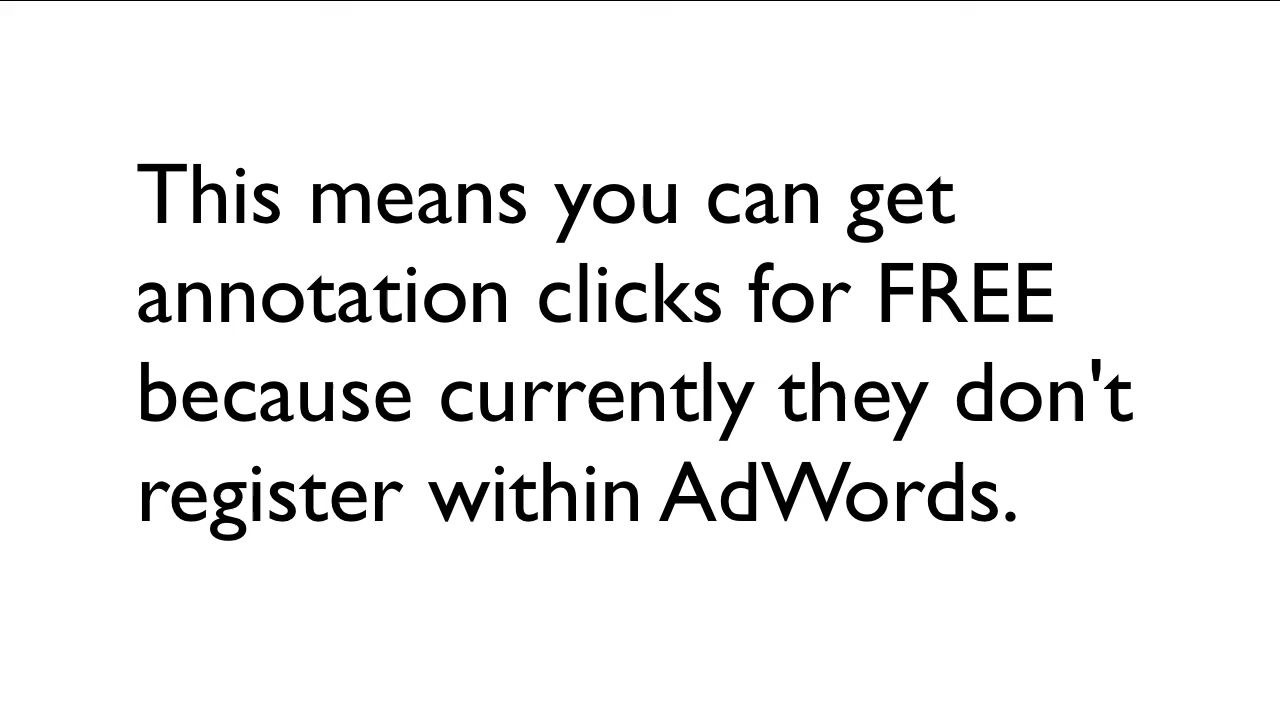 This means you can get
annotation clicks for FREE
because currently they don't
register within AdWords.